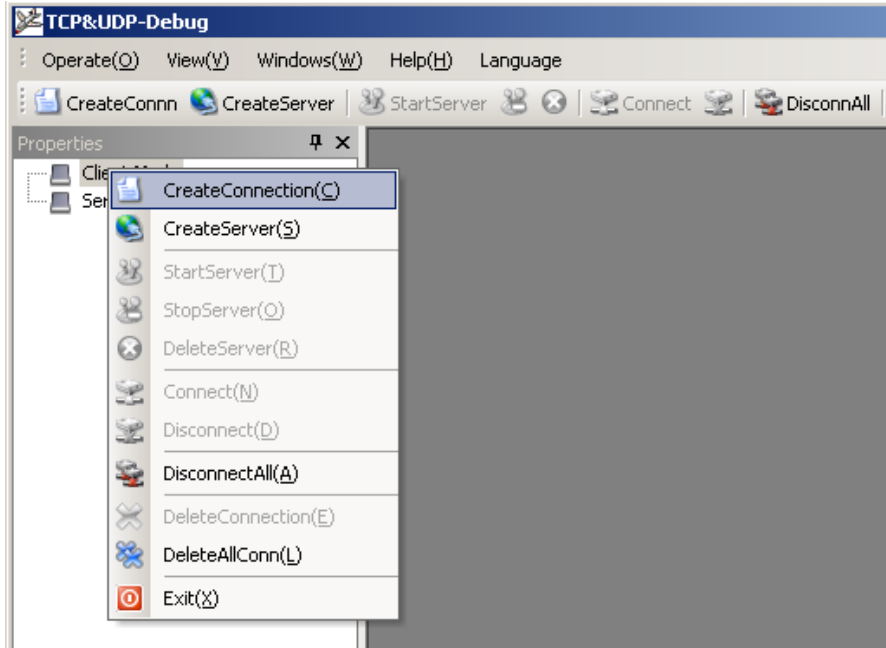 TCP&UDP-Debug
Operate(O) View(V) Windows(W) Help(H) Language
CreateConnn CreateServer StartServer Connect DisconnAll
Properties
CreateConnection(C)
CreateServer(S)
StartServer(T)
StopServer(O)
DeleteServer(R)
Connect(N)
Disconnect(D)
DisconnectAll(A)
DeleteConnection(E)
DeleteAllConn(L)
Exit(X)